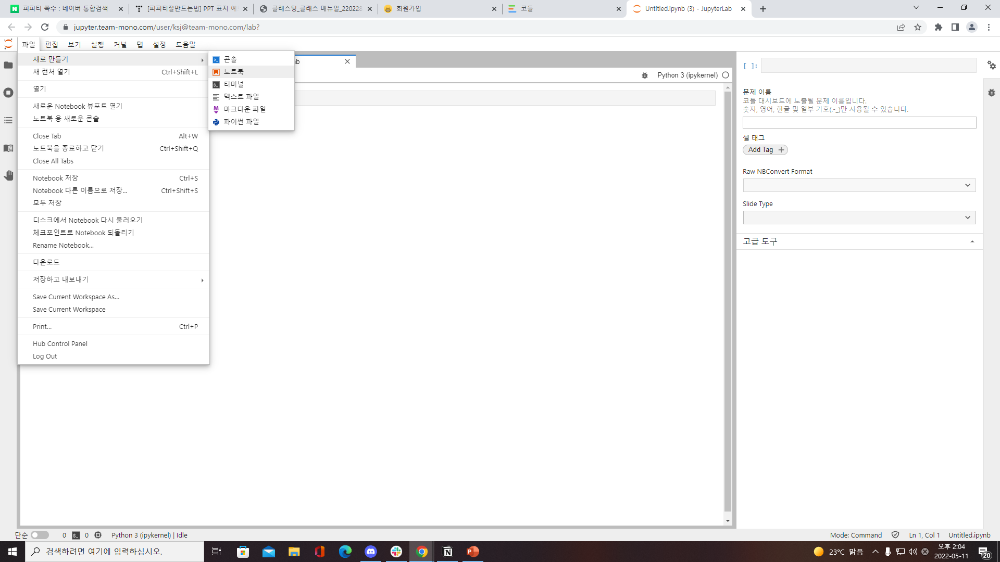 피피티 쪽수 : 네이버 통합검색
[피피티잘만드는법] PPT 표지 예
클래스팅_클래스 매뉴얼_220228
회원가입
코들
Untitled.ipynb (3) - JupyterLab
jupyter.team-mono.com/user/ksj@team-mono.com/lab?
파일 편집 보기 실행 커널 탭 설정 도움말
새로 만들기
새 런처 열기 Ctrl+Shift+L
열기
새로운 Notebook 뷰포트 열기
노트북 용 새로운 콘솔
Close Tab Alt+W
노트북을 종료하고 닫기 Ctrl+Shift+Q
Close All Tabs
Notebook 저장 Ctrl+S
Notebook 다른 이름으로 저장... Ctrl+Shift+S
모두 저장
디스크에서 Notebook 다시 불러오기
체크포인트로 Notebook 되돌리기
Rename Notebook...
다운로드
저장하고 내보내기
Save Current Workspace As...
Save Current Workspace
Print... Ctrl+P
Hub Control Panel
Log Out
콘솔
노트북
터미널
텍스트 파일
마크다운 파일
파이썬 파일
b
Python 3 (ipykernel)
[ ]:
문제 이름
코들 대시보드에 노출될 문제 이름입니다.
숫자, 영어, 한글 및 일부 기호(.-_)만 사용될 수 있습니다.
셀 태그
Add Tag
Raw NBConvert Format
Slide Type
고급 도구
단순 0 0 Python 3 (ipykernel) | Idle
Mode: Command Ln 1, Col 1 Untitled.ipynb
검색하려면 여기에 입력하십시오.
23°C 맑음
오후 2:04
2022-05-11
20